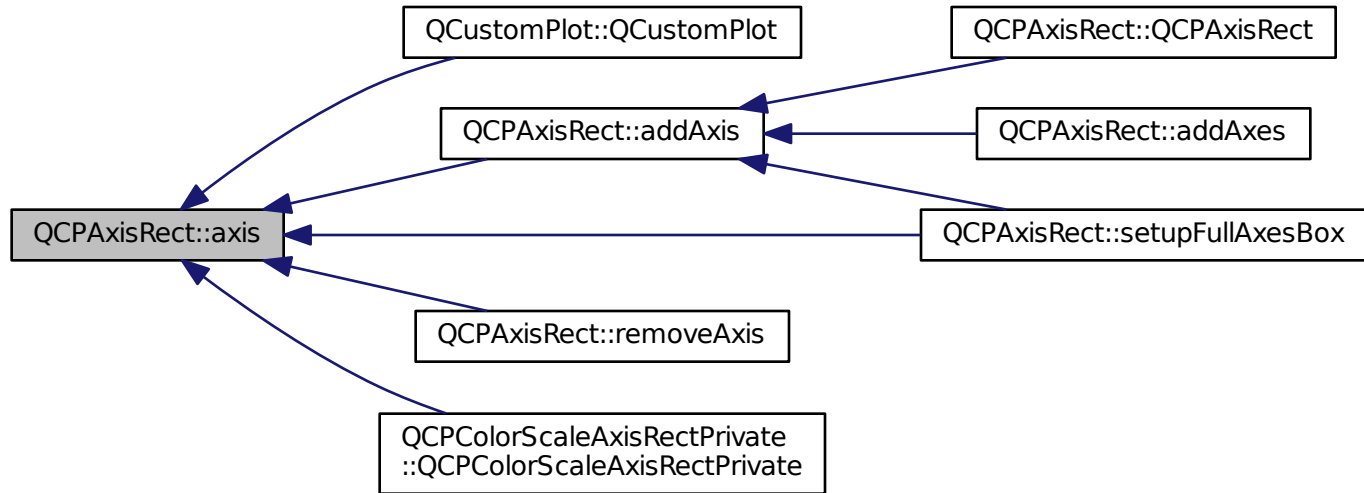 QCustomPlot::QCustomPlot
QCPAxisRect::QCPAxisRect
QCPAxisRect::addAxis
QCPAxisRect::addAxes
QCPAxisRect::axis
QCPAxisRect::setupFullAxesBox
QCPAxisRect::removeAxis
QCPColorScaleAxisRectPrivate
::QCPColorScaleAxisRectPrivate